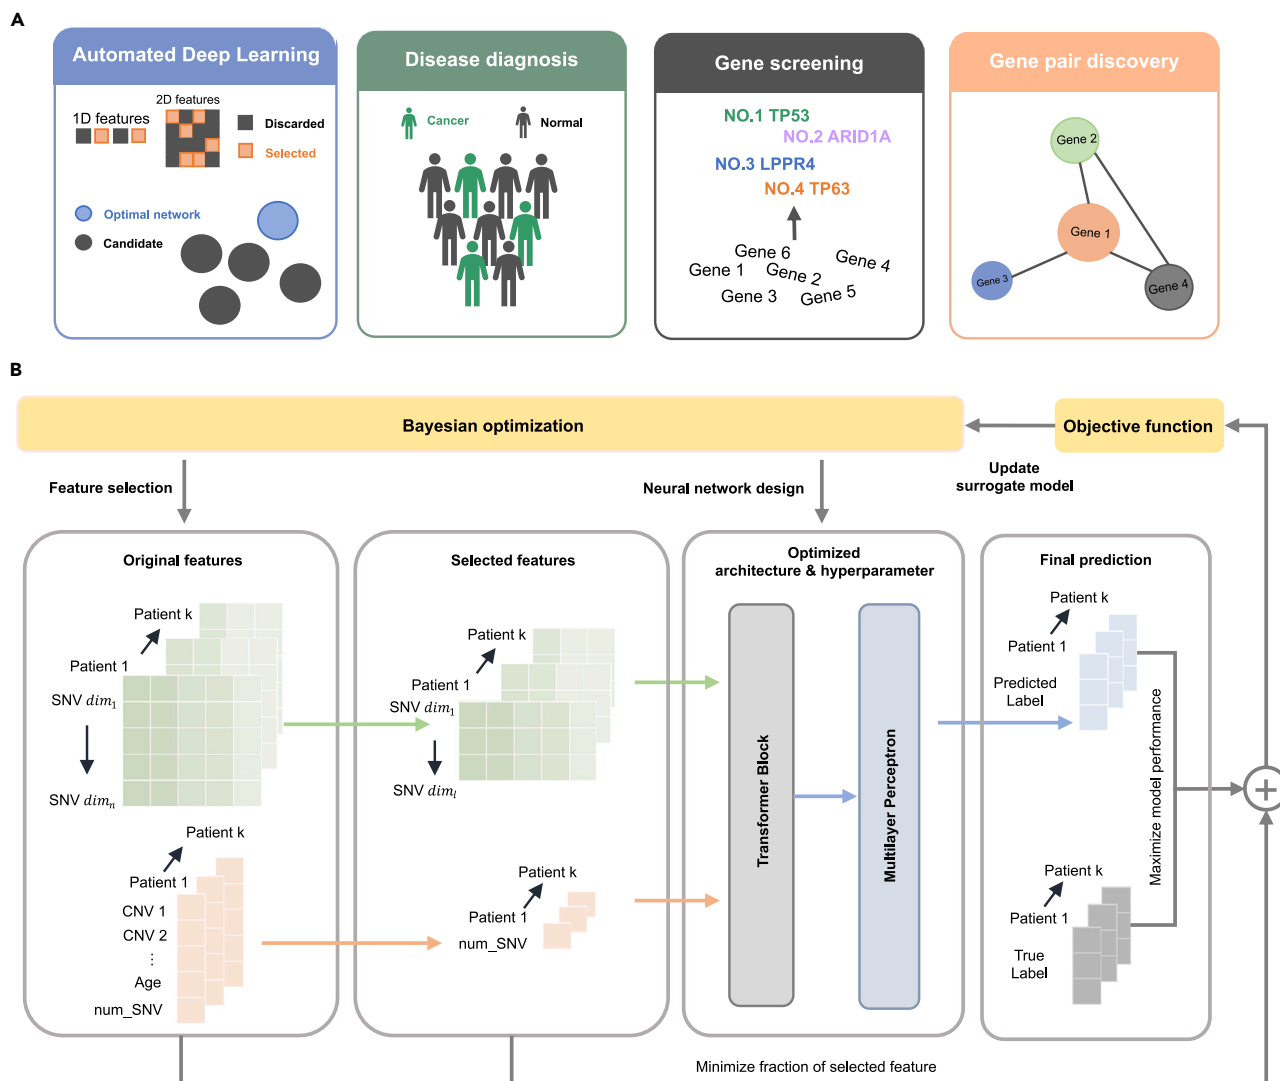 A
Automated Deep Learning
1D features
2D features
Discarded
Selected
Optimal network
Candidate
Disease diagnosis
Cancer
Normal
Gene screening
NO.1 TP53
NO.2 ARID1A
NO.3 LPPR4
NO.4 TP63
Gene 6
Gene 1
Gene 2
Gene 4
Gene 3
Gene 5
Gene pair discovery
Gene 2
Gene 1
Gene 3
Gene 4
B
Bayesian optimization
Objective function
Feature selection
Neural network design
Update
surrogate model
Original features
Patient k
Patient 1
SNV dim₁
SNV dimₙ
Patient k
Patient 1
CNV 1
CNV 2
⋮
Age
num_SNV
Selected features
Patient k
Patient 1
SNV dim₁
SNV dimₗ
Patient k
Patient 1
num_SNV
Optimized
architecture & hyperparameter
Transformer Block
Multilayer Perceptron
Final prediction
Patient k
Patient 1
Predicted
Label
Maximize model performance
Patient k
Patient 1
True
Label
+
Minimize fraction of selected feature